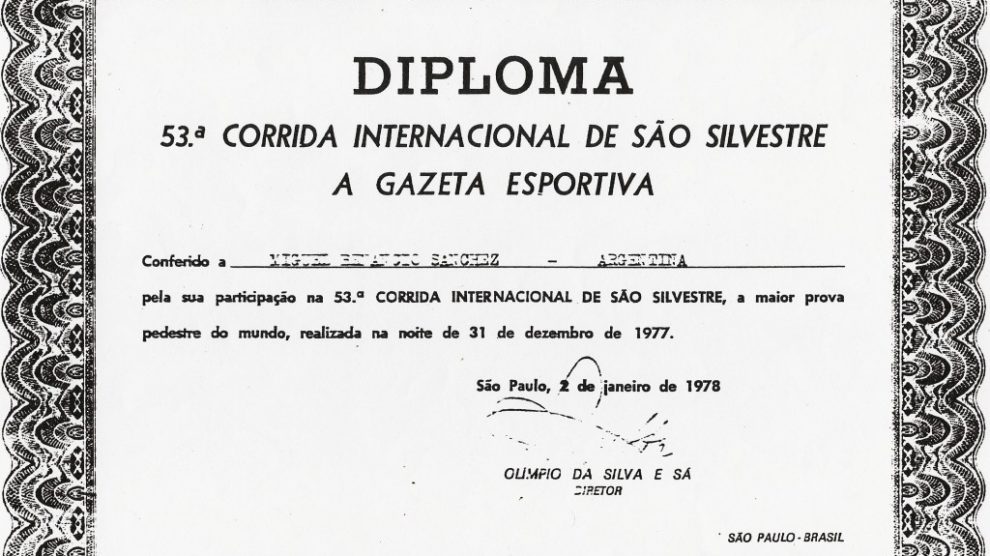 DIPLOMA
53.ª CORRIDA INTERNACIONAL DE SÃO SILVESTRE
A GAZETA ESPORTIVA
Conferido a MIGUEL BENANCIO SANCHEZ - ARGENTINA
pela sua participação na 53.ª CORRIDA INTERNACIONAL DE SÃO SILVESTRE, a maior prova
pedestre do mundo, realizada na noite de 31 de dezembro de 1977.
São Paulo, 2 de janeiro de 1978
OLIMPIO DA SILVA E SÁ
DIRETOR
SÃO PAULO - BRASIL